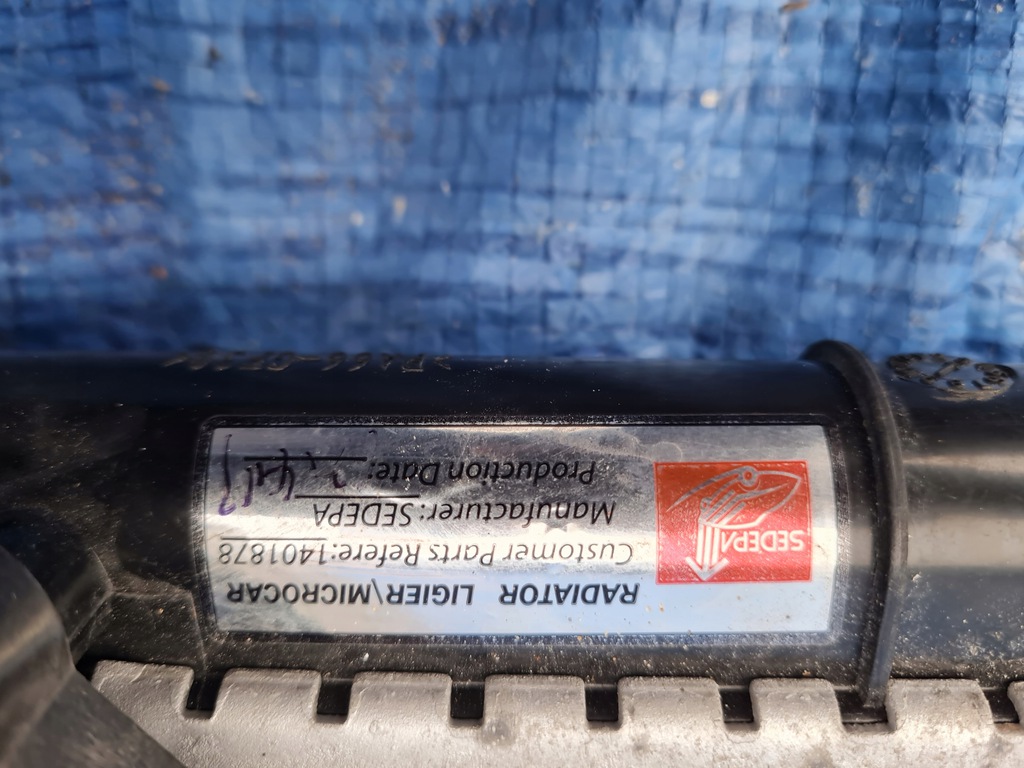 SEDEPA
RADIATOR LIGIER\MICROCAR
Customer Parts Refere:1401878
Manufacturer: SEDEPA
Production Date: